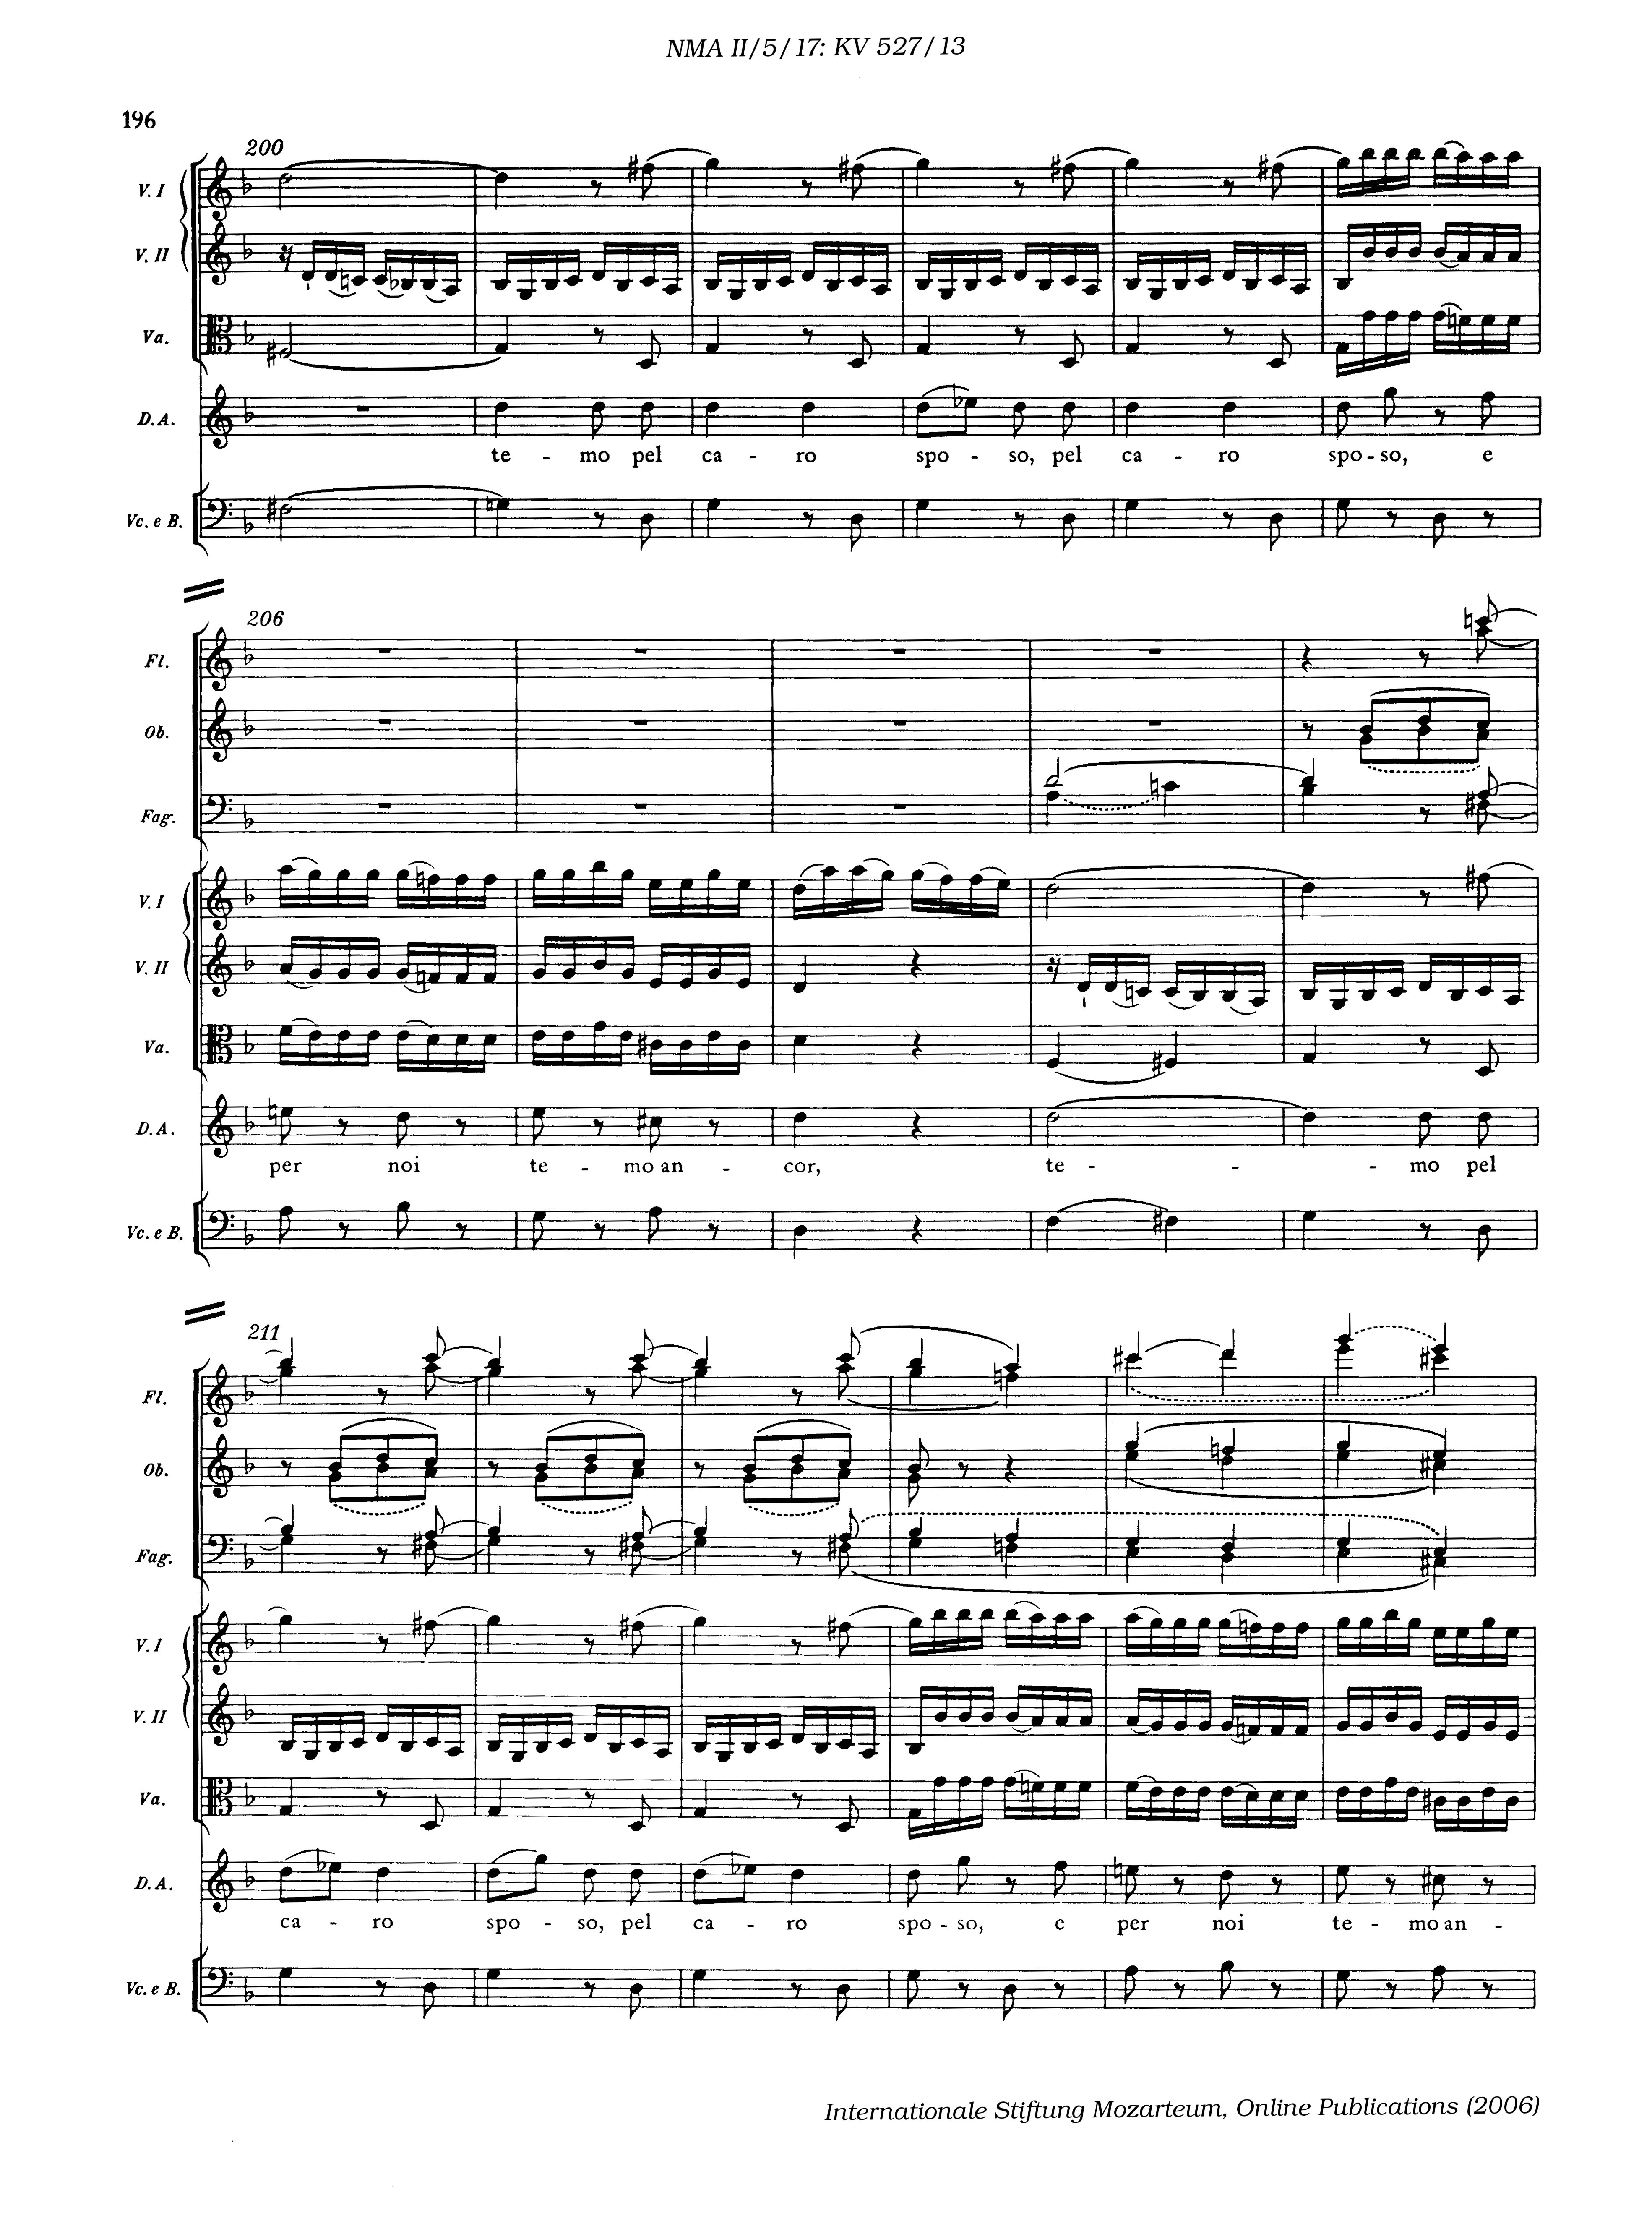 NMA II/5/17: KV 527/13
196
200
V. I
V. II
Va.
D.A.
te - mo pel ca - ro spo - so, pel ca - ro spo - so, e
Vc. e B.
206
Fl.
Ob.
Fag.
V. I
V. II
Va.
D.A.
per noi te - mo an - cor, te - - - mo pel
Vc. e B.
211
Fl.
Ob.
Fag.
V. I
V. II
Va.
D.A.
ca - ro spo - so, pel ca - ro spo - so, e per noi te - mo an -
Vc. e B.
Internationale Stiftung Mozarteum, Online Publications (2006)